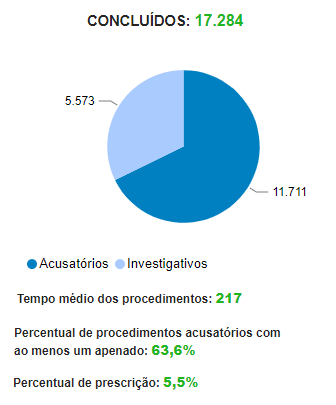 CONCLUÍDOS: 17.284
5.573
11.711
Acusatórios Investigativos
Tempo médio dos procedimentos: 217
Percentual de procedimentos acusatórios com
ao menos um apenado: 63,6%
Percentual de prescrição: 5,5%